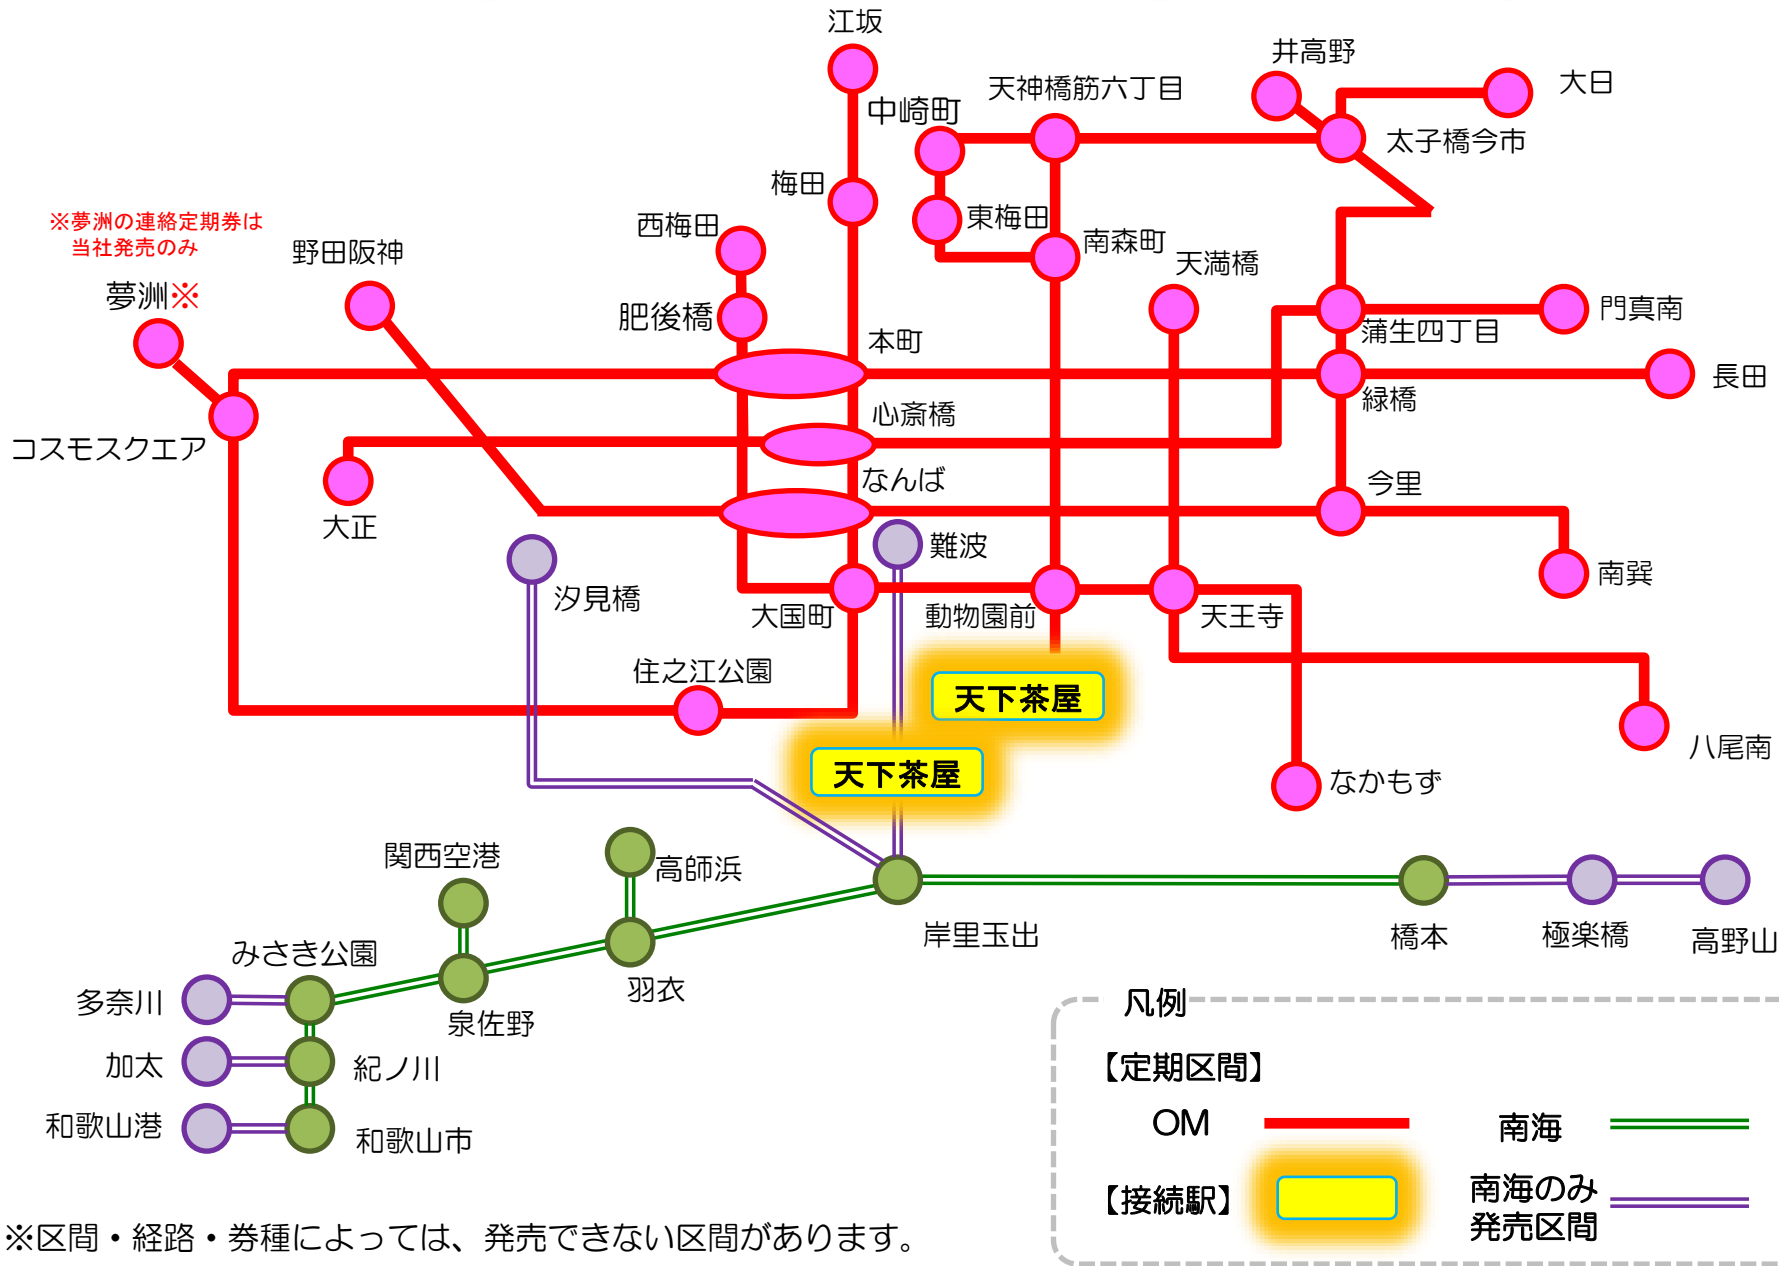 江坂
井高野
大日
天神橋筋六丁目
中崎町
太子橋今市
梅田
※夢洲の連絡定期券は
当社発売のみ
西梅田
東梅田
野田阪神
南森町
天満橋
夢洲※
肥後橋
門真南
蒲生四丁目
本町
長田
緑橋
心斎橋
コスモスクエア
なんば
今里
大正
難波
南巽
汐見橋
大国町
動物園前
天王寺
住之江公園
天下茶屋
八尾南
天下茶屋
なかもず
関西空港
高師浜
岸里玉出
橋本
極楽橋
高野山
みさき公園
羽衣
多奈川
泉佐野
凡例
加太
紀ノ川
【定期区間】
和歌山港
和歌山市
OM
南海
【接続駅】
南海のみ
発売区間
※区間・経路・券種によっては、発売できない区間があります。